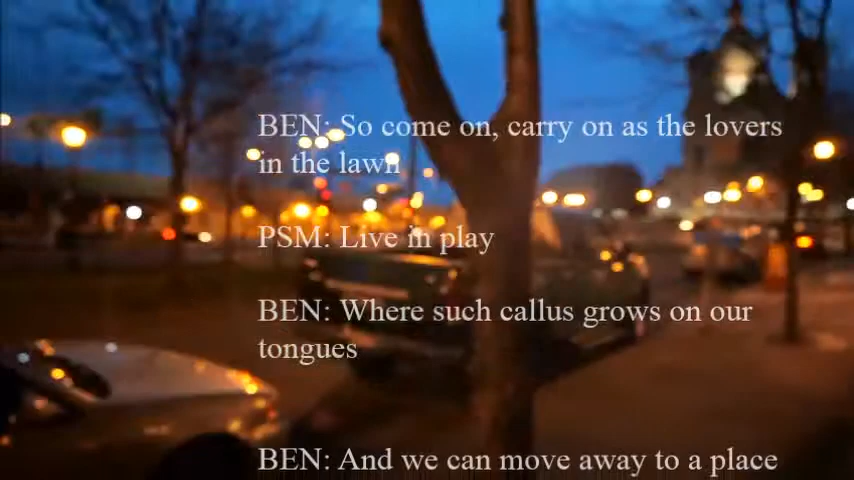 BEN: So come on, carry on as the lovers
in the lawn
PSM: Live in play
BEN: Where such callus grows on our
tongues
BEN: And we can move away to a place